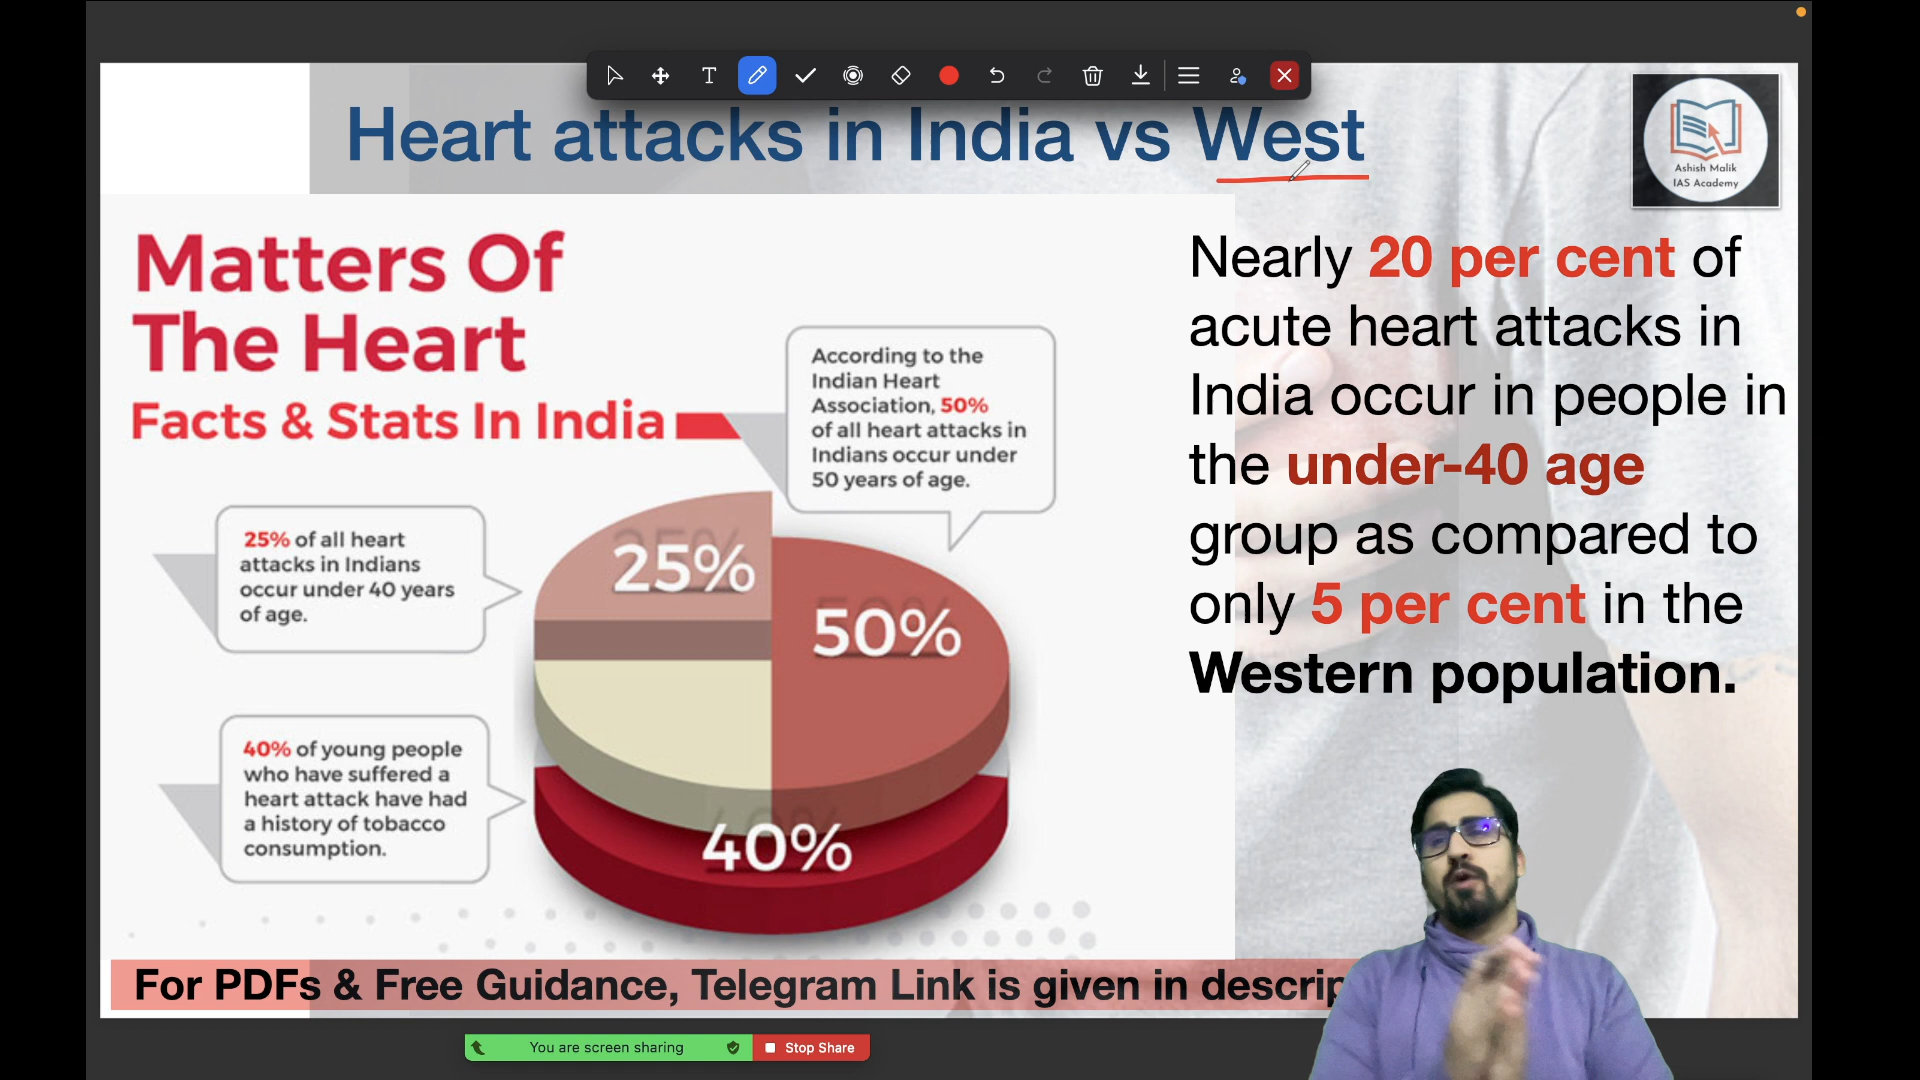 Heart attacks in India vs West
Ashish Malik
IAS Academy
Matters Of
The Heart
Facts & Stats In India
According to the
Indian Heart
Association, 50%
of all heart attacks in
Indians occur under
50 years of age.
25% of all heart
attacks in Indians
occur under 40 years
of age.
25%
50%
40% of young people
who have suffered a
heart attack have had
a history of tobacco
consumption.
40%
Nearly 20 per cent of
acute heart attacks in
India occur in people in
the under-40 age
group as compared to
only 5 per cent in the
Western population.
For PDFs & Free Guidance, Telegram Link is given in descrip
You are screen sharing
Stop Share